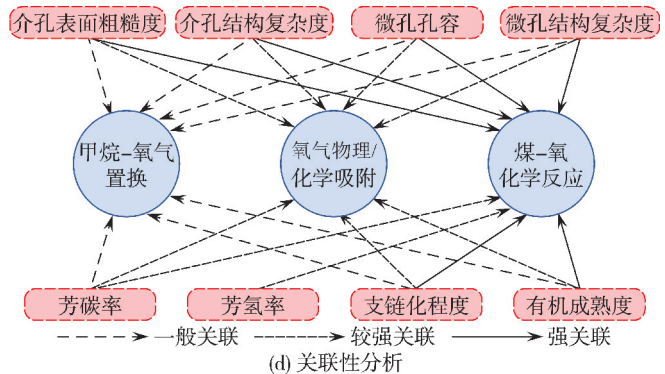 介孔表面粗糙度 介孔结构复杂度 微孔孔容 微孔结构复杂度
甲烷-氧气
置换
氧气物理/
化学吸附
煤-氧
化学反应
芳碳率 芳氢率 支链化程度 有机成熟度
一般关联 较强关联 强关联
(d) 关联性分析